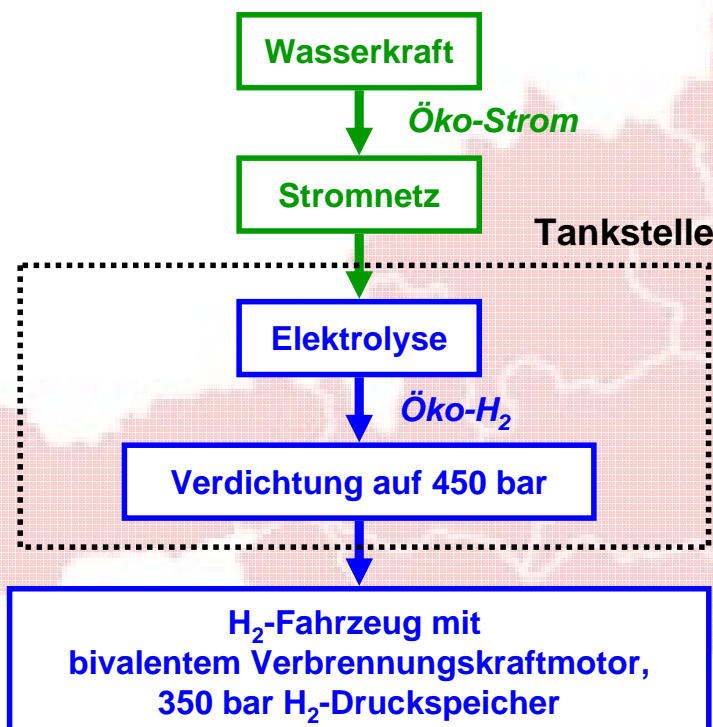 Wasserkraft
Öko-Strom
Stromnetz
Tankstelle
Elektrolyse
Öko-H₂
Verdichtung auf 450 bar
H₂-Fahrzeug mit
bivalentem Verbrennungskraftmotor,
350 bar H₂-Druckspeicher